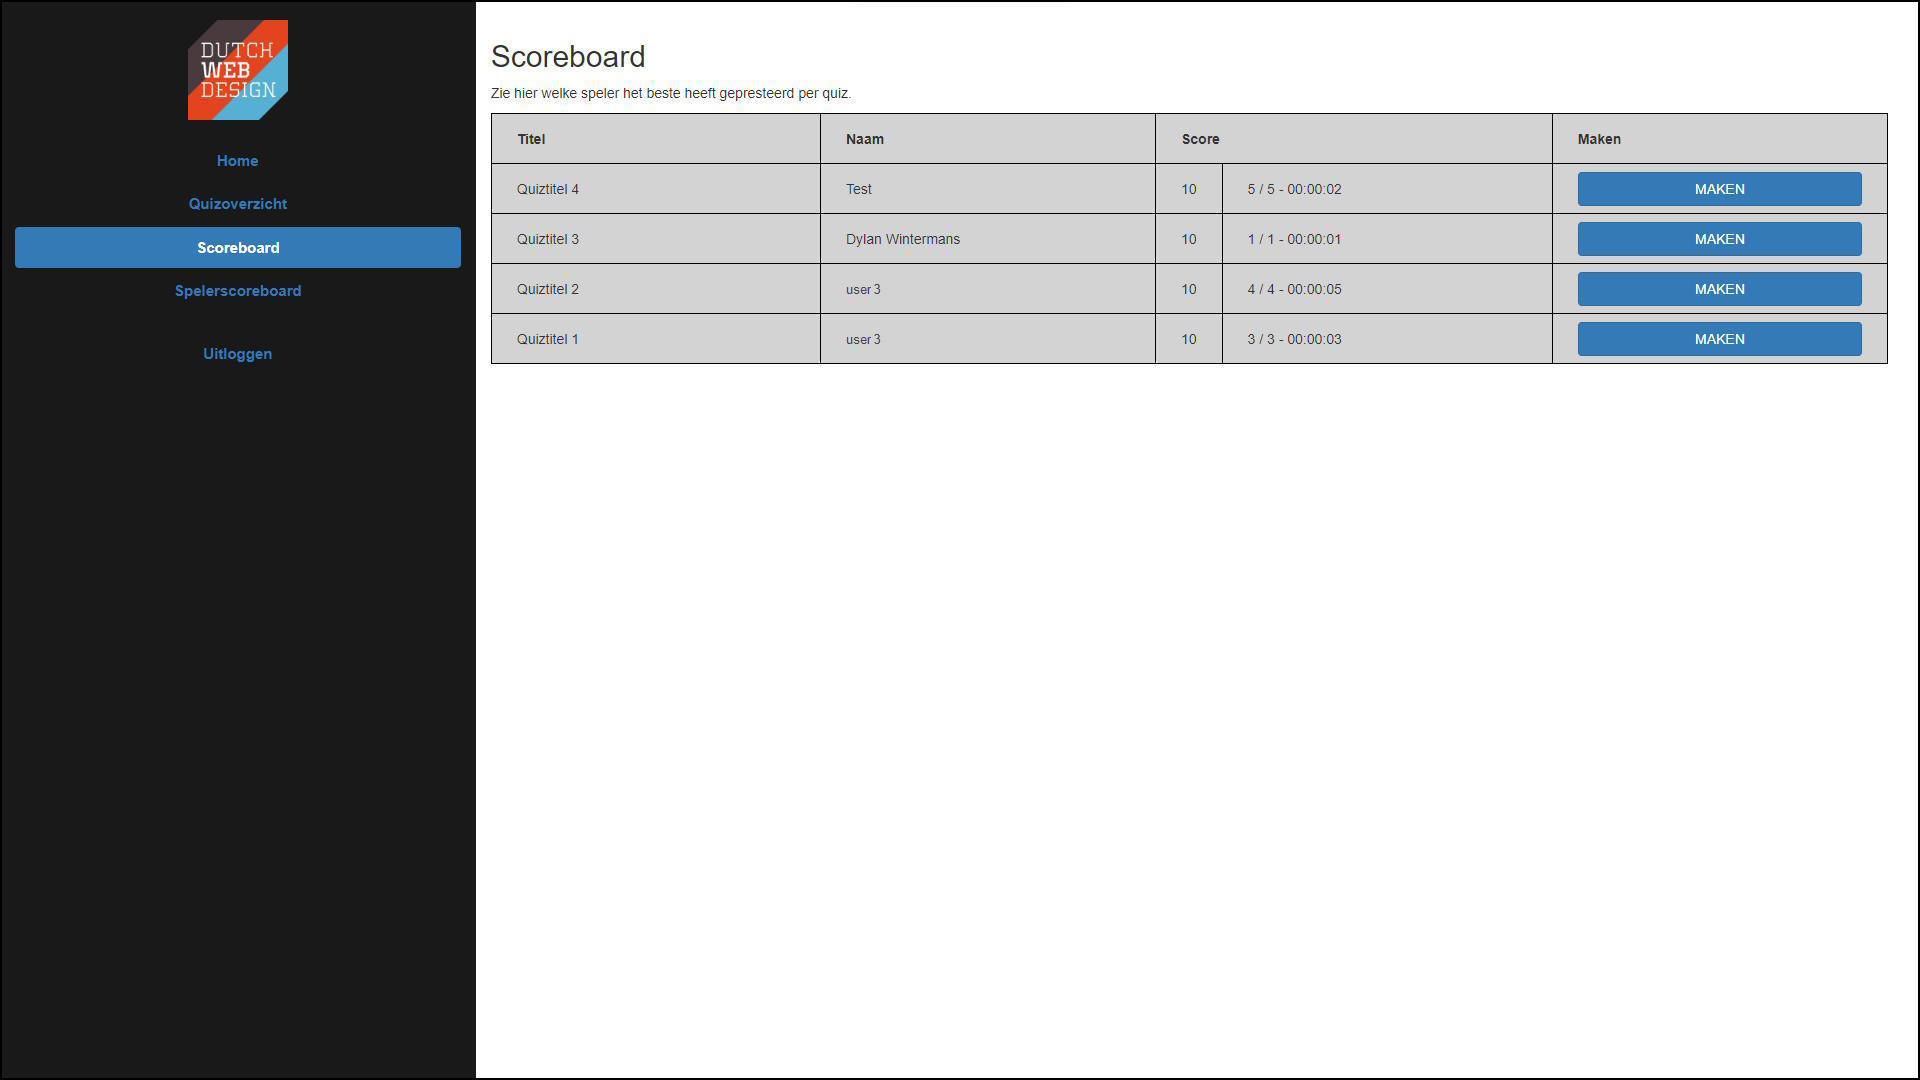 DUTCH
WEB
DESIGN
Home
Quizoverzicht
Scoreboard
Spelerscoreboard
Uitloggen
Scoreboard
Zie hier welke speler het beste heeft gepresteerd per quiz.
Titel Naam Score Maken
Quiztitel 4 Test 10 5 / 5 - 00:00:02 MAKEN
Quiztitel 3 Dylan Wintermans 10 1 / 1 - 00:00:01 MAKEN
Quiztitel 2 user 3 10 4 / 4 - 00:00:05 MAKEN
Quiztitel 1 user 3 10 3 / 3 - 00:00:03 MAKEN